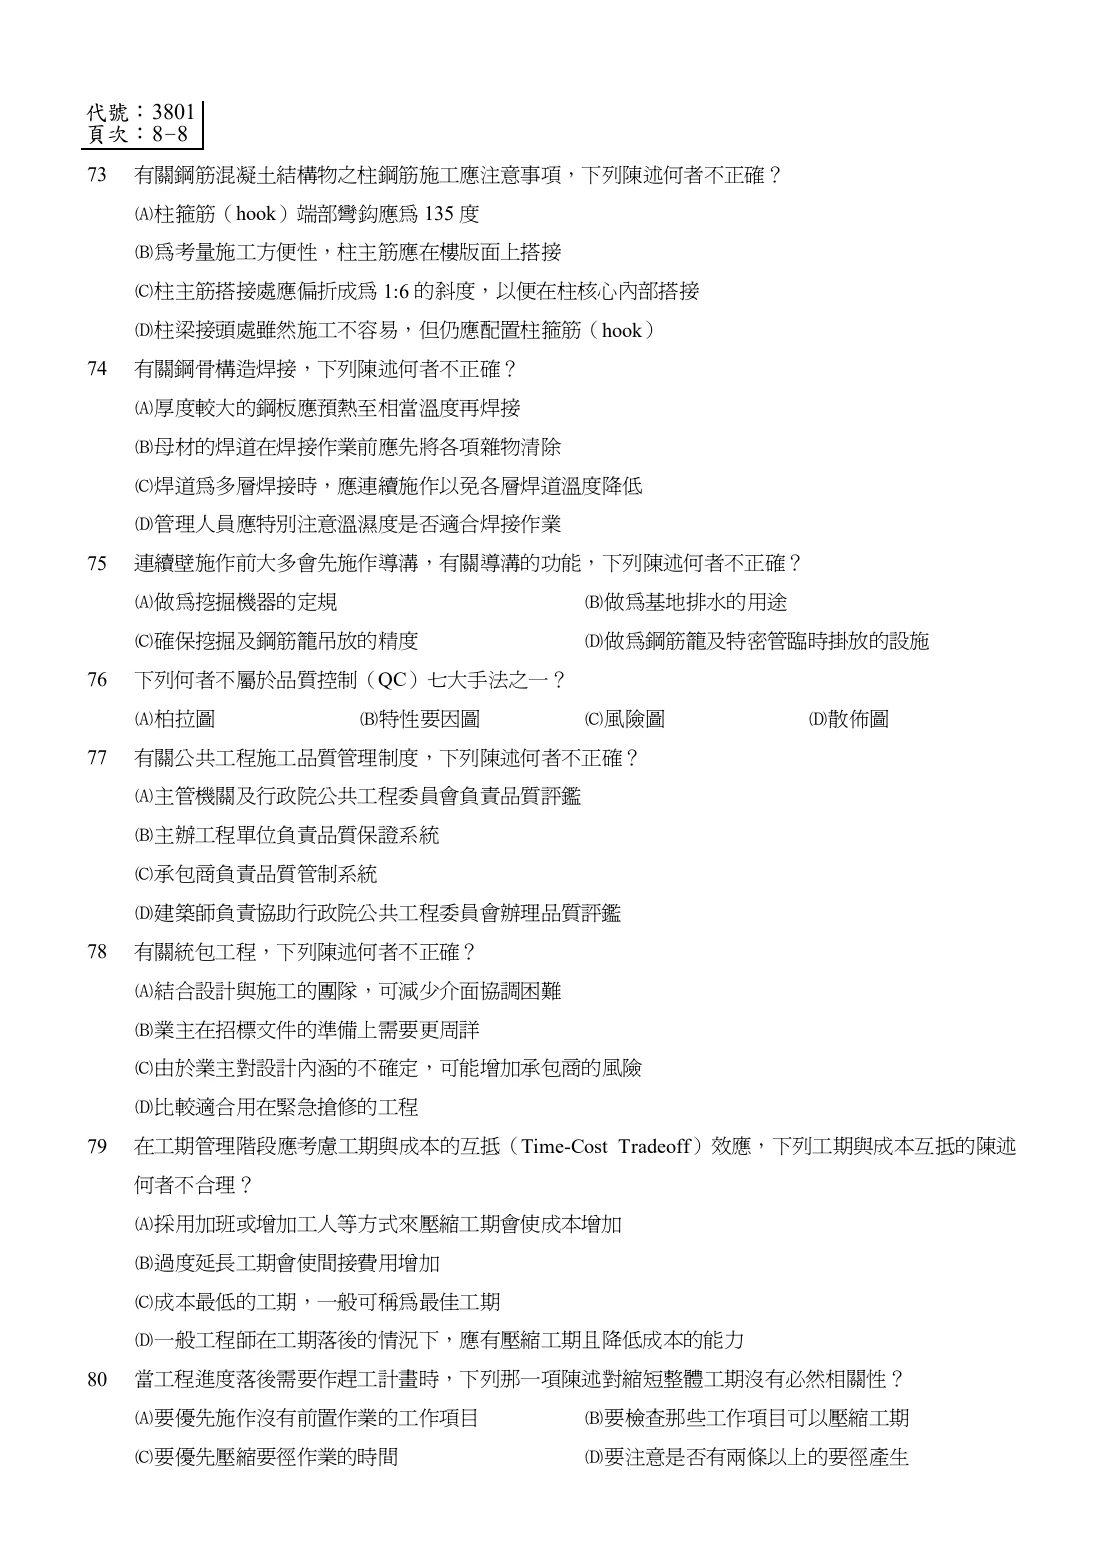 代號：3801
頁次：8－8
73 有關鋼筋混凝土結構物之柱鋼筋施工應注意事項，下列陳述何者不正確？
(A)柱箍筋（hook）端部彎鈎應為 135 度
(B)為考量施工方便性，柱主筋應在樓版面上搭接
(C)柱主筋搭接處應偏折成為 1:6 的斜度，以便在柱核心內部搭接
(D)柱梁接頭處雖然施工不容易，但仍應配置柱箍筋（hook）
74 有關鋼骨構造焊接，下列陳述何者不正確？
(A)厚度較大的鋼板應預熱至相當溫度再焊接
(B)母材的焊道在焊接作業前應先將各項雜物清除
(C)焊道為多層焊接時，應連續施作以免各層焊道溫度降低
(D)管理人員應特別注意溫濕度是否適合焊接作業
75 連續壁施作前大多會先施作導溝，有關導溝的功能，下列陳述何者不正確？
(A)做為挖掘機器的定規 (B)做為基地排水的用途
(C)確保挖掘及鋼筋籠吊放的精度 (D)做為鋼筋籠及特密管臨時掛放的設施
76 下列何者不屬於品質控制（QC）七大手法之一？
(A)柏拉圖 (B)特性要因圖 (C)風險圖 (D)散佈圖
77 有關公共工程施工品質管理制度，下列陳述何者不正確？
(A)主管機關及行政院公共工程委員會負責品質評鑑
(B)主辦工程單位負責品質保證系統
(C)承包商負責品質管制系統
(D)建築師負責協助行政院公共工程委員會辦理品質評鑑
78 有關統包工程，下列陳述何者不正確？
(A)結合設計與施工的團隊，可減少介面協調困難
(B)業主在招標文件的準備上需要更周詳
(C)由於業主對設計內涵的不確定，可能增加承包商的風險
(D)比較適合用在緊急搶修的工程
79 在工期管理階段應考慮工期與成本的互抵（Time-Cost Tradeoff）效應，下列工期與成本互抵的陳述
何者不合理？
(A)採用加班或增加工人等方式來壓縮工期會使成本增加
(B)過度延長工期會使間接費用增加
(C)成本最低的工期，一般可稱為最佳工期
(D)一般工程師在工期落後的情況下，應有壓縮工期且降低成本的能力
80 當工程進度落後需要作趕工計畫時，下列那一項陳述對縮短整體工期沒有必然相關性？
(A)要優先施作沒有前置作業的工作項目 (B)要檢查那些工作項目可以壓縮工期
(C)要優先壓縮要徑作業的時間 (D)要注意是否有兩條以上的要徑產生